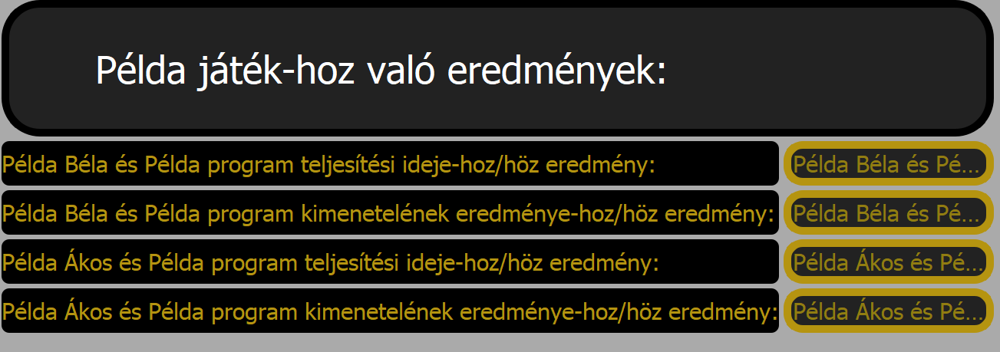 Példa játék-hoz való eredmények:
Példa Béla és Példa program teljesítési ideje-hoz/höz eredmény:
Példa Béla és Pé...
Példa Béla és Példa program kimenetelének eredménye-hoz/höz eredmény:
Példa Béla és Pé...
Példa Ákos és Példa program teljesítési ideje-hoz/höz eredmény:
Példa Ákos és Pé...
Példa Ákos és Példa program kimenetelének eredménye-hoz/höz eredmény:
Példa Ákos és Pé...